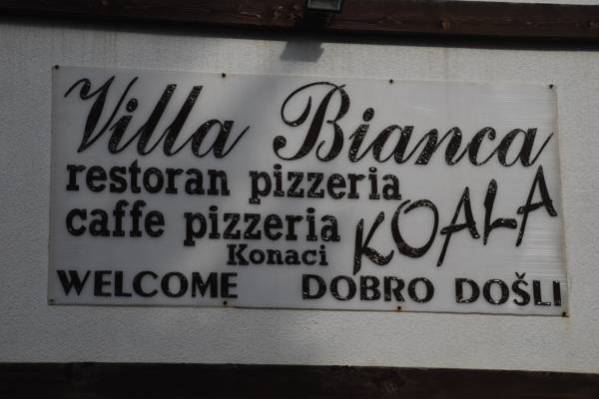 Villa Bianca
restoran pizzeria
caffe pizzeria KOALA
Konaci
WELCOME DOBRO DOŠLI